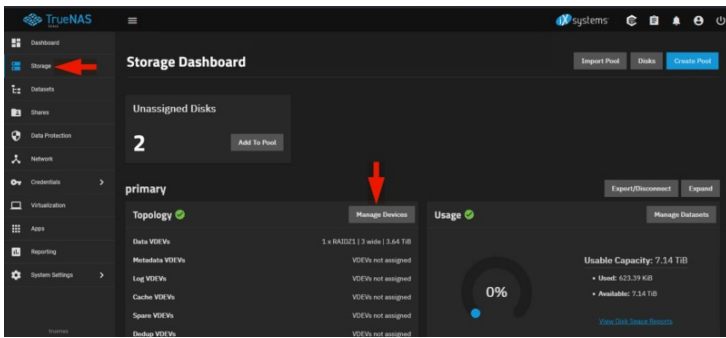 TrueNAS
systems
Dashboard
Storage
Datasets
Shares
Data Protection
Network
Credentials
Virtualization
Apps
Reporting
System Settings
TrueNAS
Storage Dashboard
Import Pool
Disks
Create Pool
Unassigned Disks
2
Add To Pool
primary
Export/Disconnect
Expand
Topology
Manage Devices
Data VDEVs 1 x RAIDZ1 | 3 wide | 3.64 TiB
Metadata VDEVs VDEVs not assigned
Log VDEVs VDEVs not assigned
Cache VDEVs VDEVs not assigned
Spare VDEVs VDEVs not assigned
Dedup VDEVs VDEVs not assigned
Usage
Manage Datasets
0%
Usable Capacity: 7.14 TiB
• Used: 623.39 KiB
• Available: 7.14 TiB
View Disk Space Reports